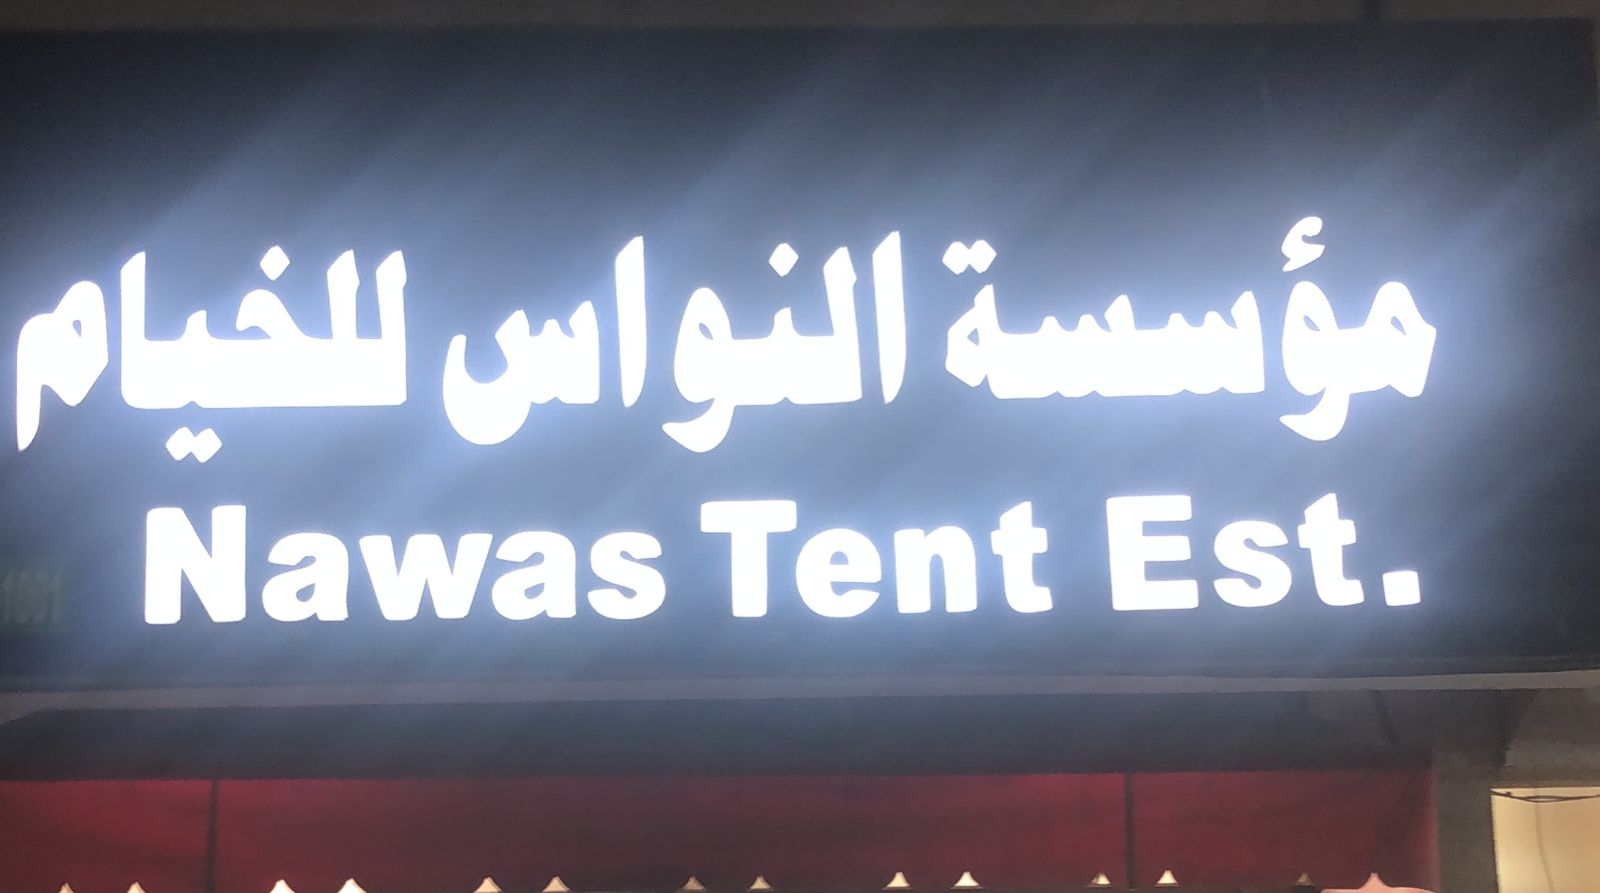 مؤسسة النواس للخيام
Nawas Tent Est.